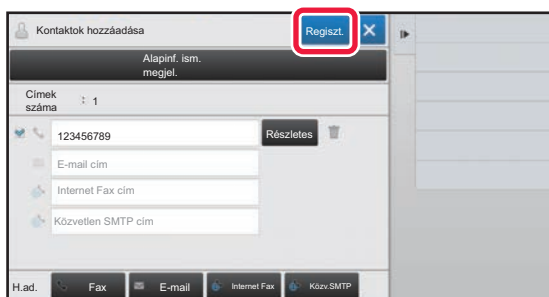 Kontaktok hozzáadása
Regiszt.
Alapinf. ism.
megjel.
Címek
száma : 1
123456789 Részletes
E-mail cím
Internet Fax cím
Közvetlen SMTP cím
H.ad. Fax E-mail Internet Fax Közv.SMTP